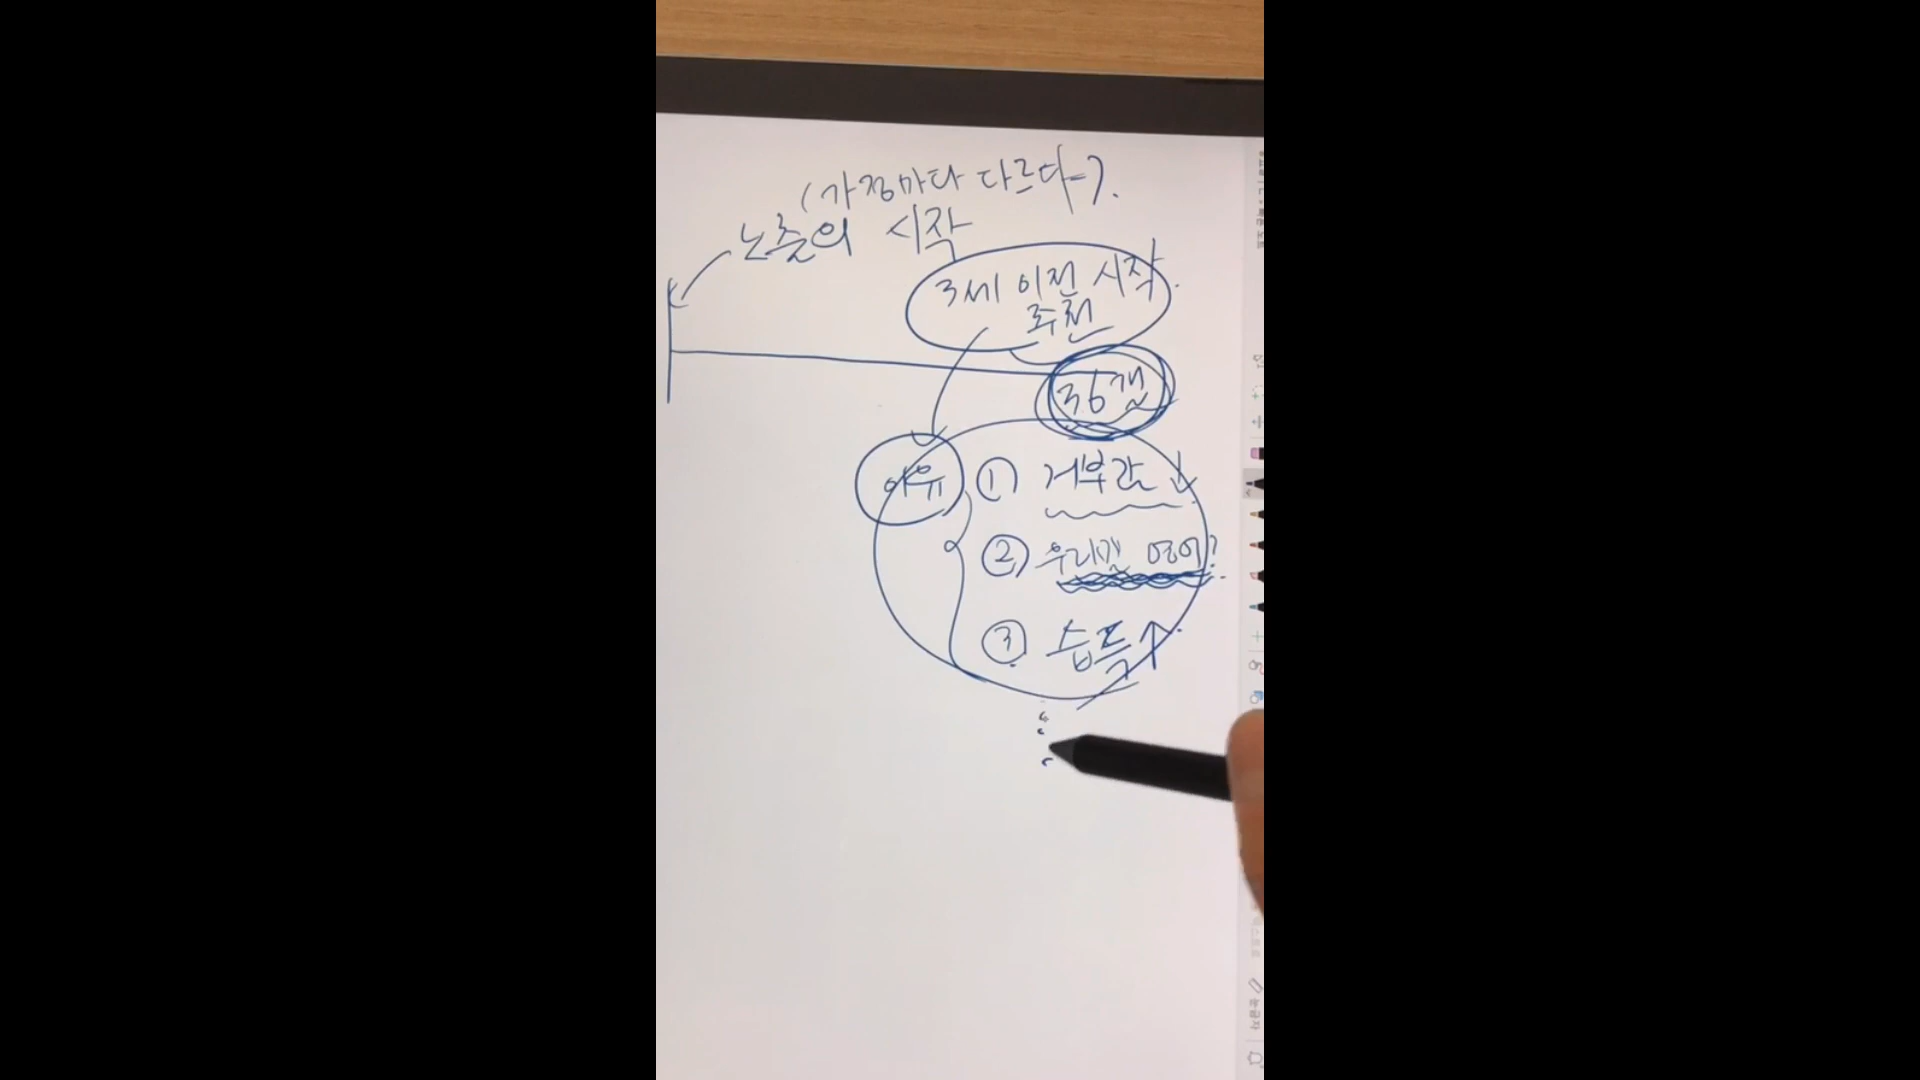 (가정마다 다르다-).
노출의 시작
3세 이전 시작.
추천
36개
이유
① 거부감↓
② 우리말 영어?
③ 습득↑